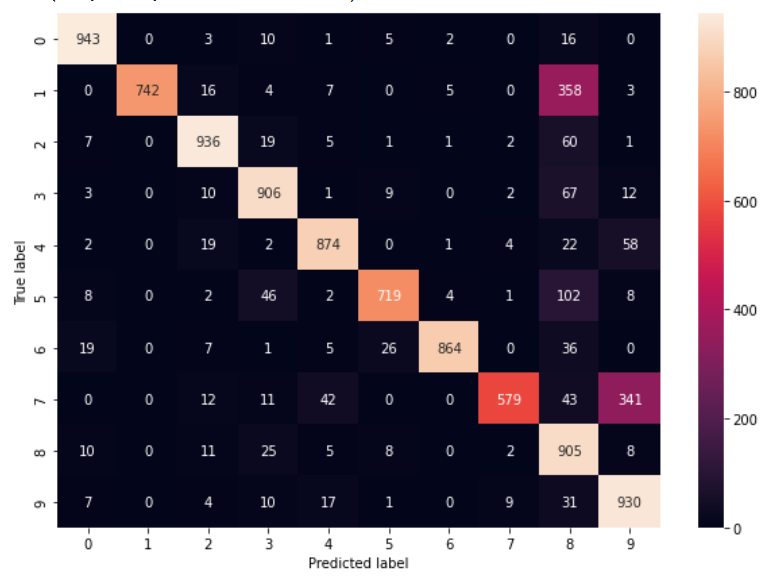 0 943 0 3 10 1 5 2 0 16 0
1 0 742 16 4 7 0 5 0 358 3
2 7 0 936 19 5 1 1 2 60 1
3 3 0 10 906 1 9 0 2 67 12
4 2 0 19 2 874 0 1 4 22 58
5 8 0 2 46 2 719 4 1 102 8
6 19 0 7 1 5 26 864 0 36 0
7 0 0 12 11 42 0 0 579 43 341
8 10 0 11 25 5 8 0 2 905 8
9 7 0 4 10 17 1 0 9 31 930
0 1 2 3 4 5 6 7 8 9
Predicted label
True label
800
600
400
200
0